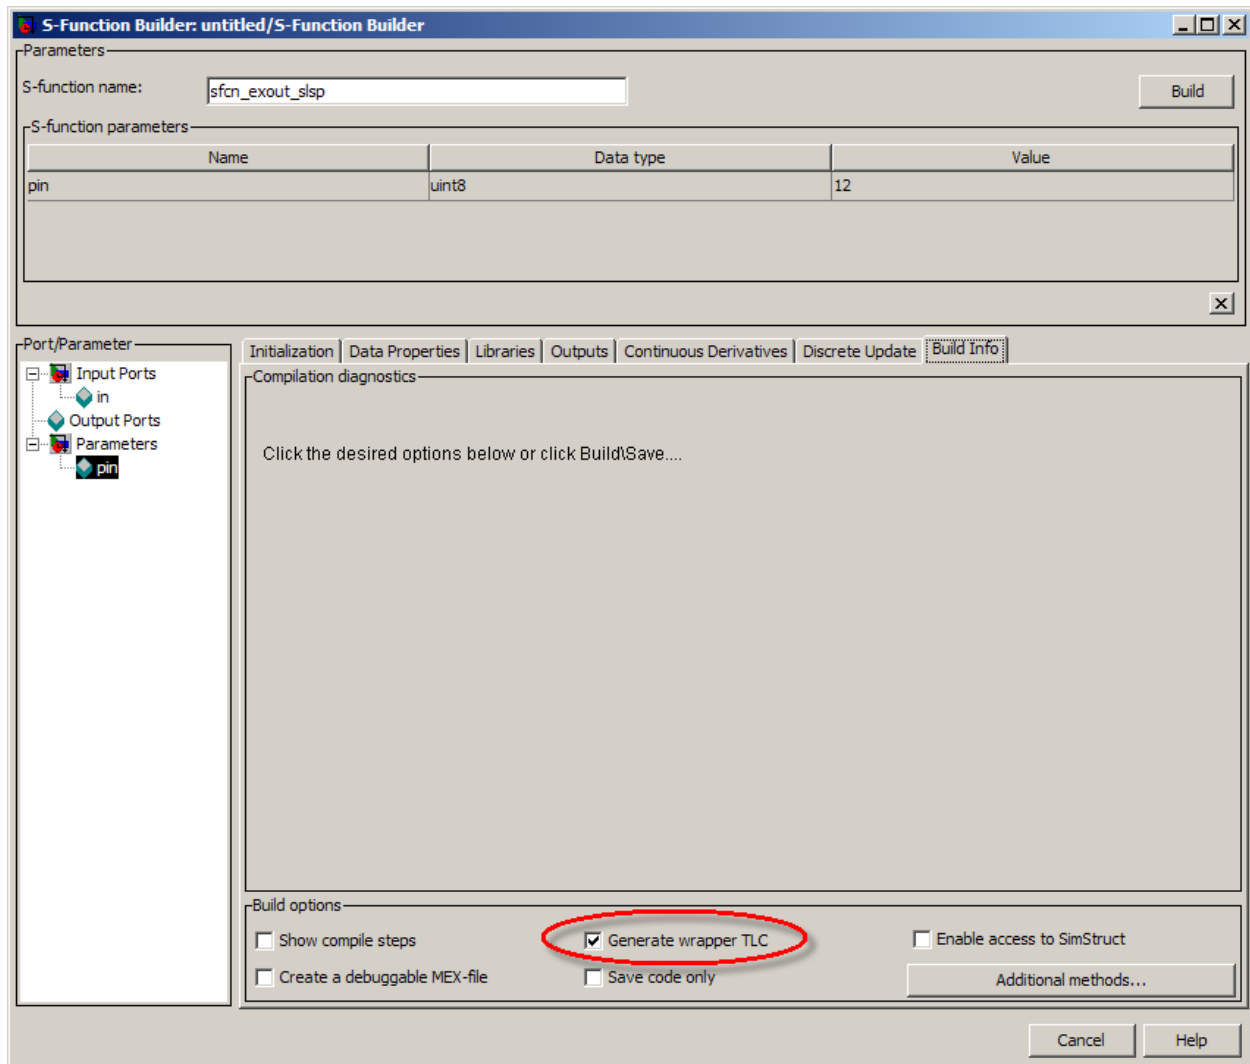 S-Function Builder: untitled/S-Function Builder
Parameters
S-function name:
sfcn_exout_slsp
Build
S-function parameters
Name Data type Value
pin uint8 12
Port/Parameter
Input Ports
in
Output Ports
Parameters
pin
Initialization Data Properties Libraries Outputs Continuous Derivatives Discrete Update Build Info
Compilation diagnostics
Click the desired options below or click Build\Save....
Build options
Show compile steps Generate wrapper TLC Enable access to SimStruct
Create a debuggable MEX-file Save code only Additional methods...
Cancel Help